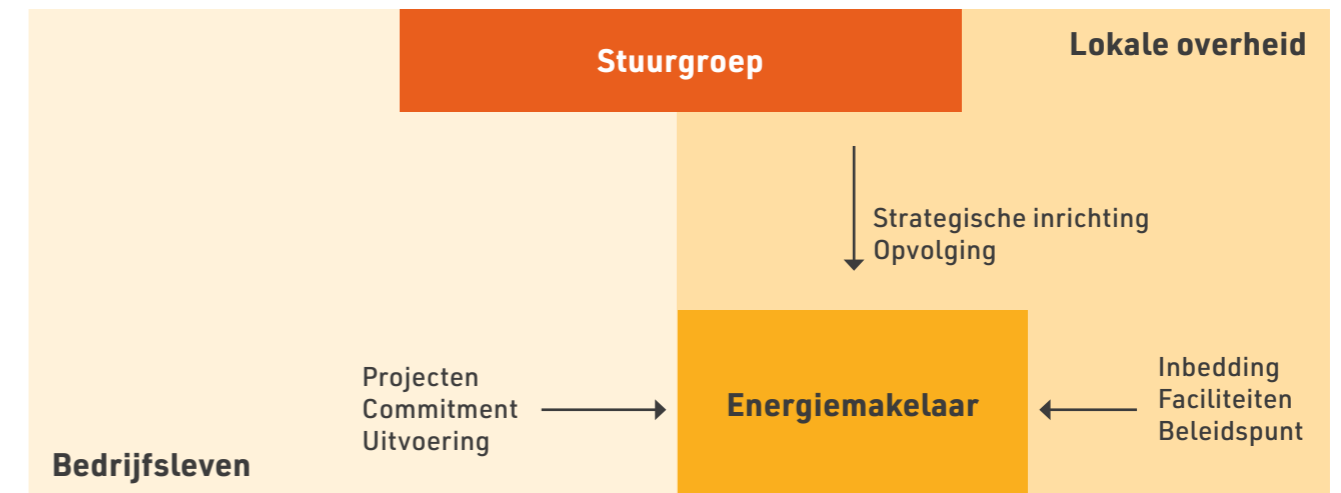 Stuurgroep
Lokale overheid
Strategische inrichting
Opvolging
Projecten
Commitment
Uitvoering
Energiemakelaar
Inbedding
Faciliteiten
Beleidspunt
Bedrijfsleven